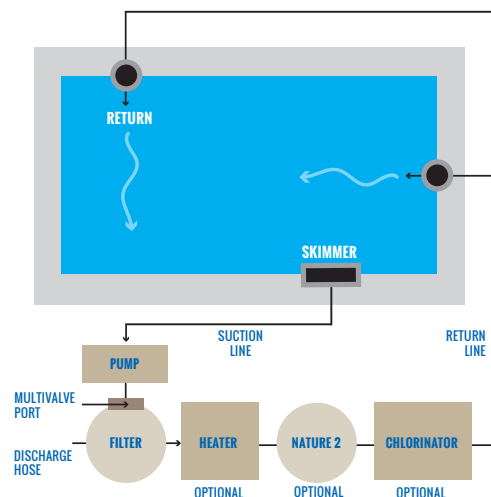 RETURN
SKIMMER
SUCTION
LINE
RETURN
LINE
PUMP
MULTIVALVE
PORT
DISCHARGE
HOSE
FILTER
HEATER
NATURE 2
CHLORINATOR
OPTIONAL
OPTIONAL
OPTIONAL